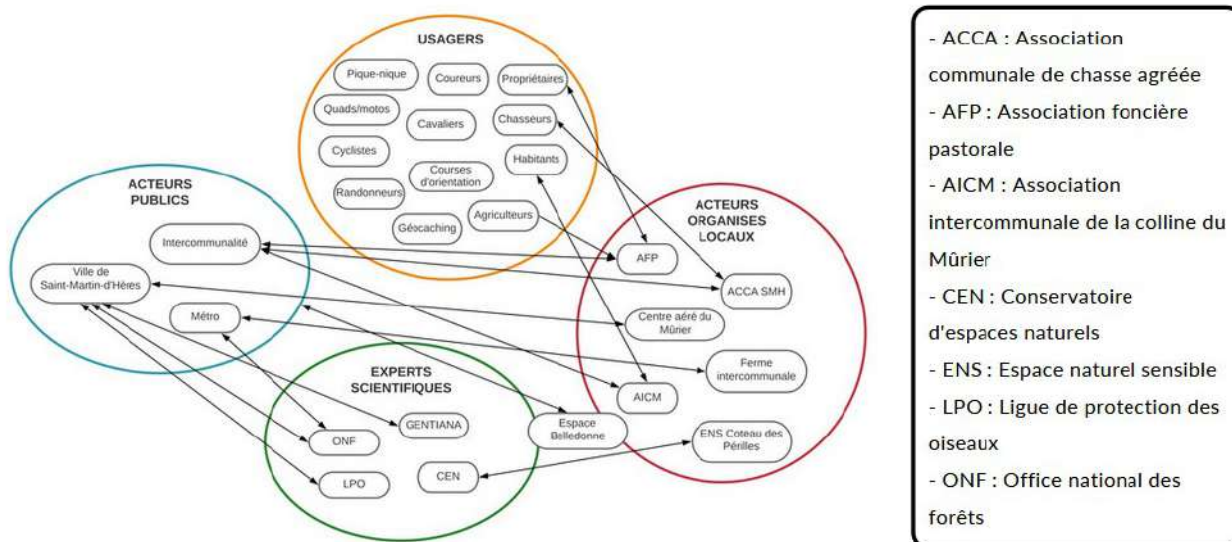 USAGERS
Pique-nique
Coureurs
Propriétaires
Quads/motos
Cavaliers
Chasseurs
Cyclistes
Habitants
Courses
d'orientation
Randonneurs
Géocaching
Agriculteurs
ACTEURS
PUBLICS
Intercommunalité
Ville de
Saint-Martin-d'Hères
Métro
EXPERTS
SCIENTIFIQUES
GENTIANA
ONF
LPO
CEN
ACTEURS
ORGANISES
LOCAUX
AFP
ACCA SMH
Centre aéré du
Mûrier
Ferme
intercommunale
AICM
Espace
Belledonne
ENS Coteau des
Périlles
- ACCA : Association
communale de chasse agréée
- AFP : Association foncière
pastorale
- AICM : Association
intercommunale de la colline du
Mûrier
- CEN : Conservatoire
d'espaces naturels
- ENS : Espace naturel sensible
- LPO : Ligue de protection des
oiseaux
- ONF : Office national des
forêts